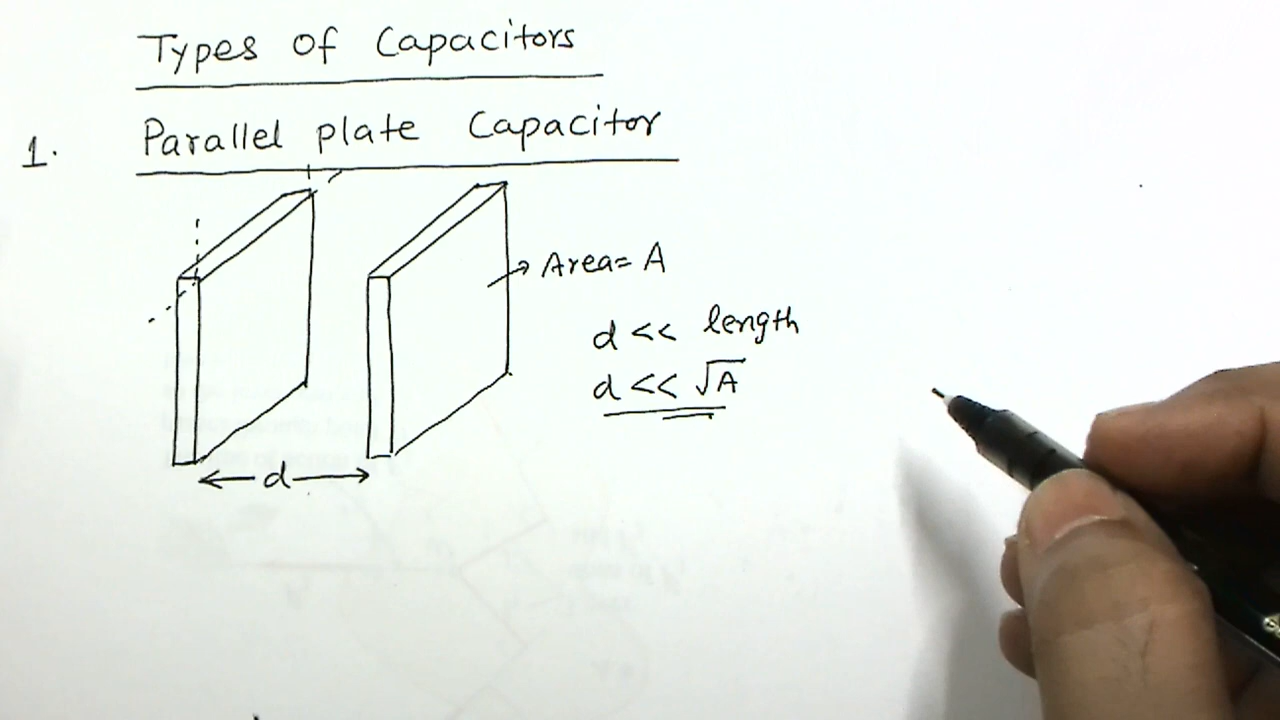 Types of Capacitors
1. Parallel plate Capacitor
Area= A
d << length
d << √A
d